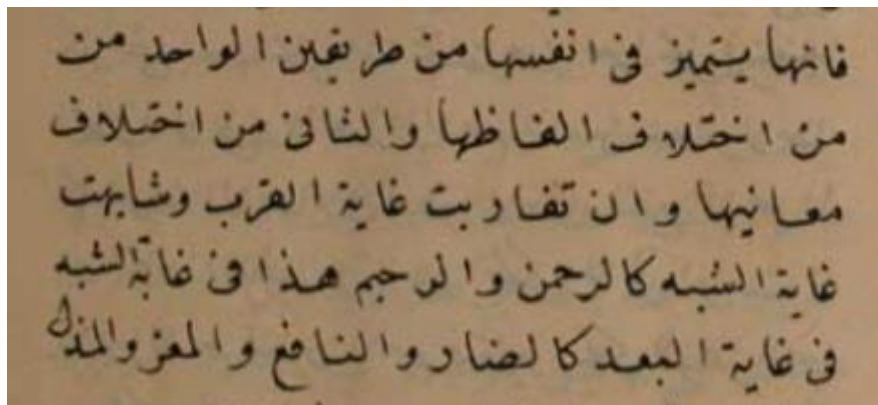 فانها يتميز فى انفسها من طريقين الواحد من
من اختلاف الفاظها والثانى من اختلاف
معانيها وان تقاربت غاية القرب وشابهت
غاية الشبه كالرحمن والرحيم هذا فى غاية الشبه
فى غاية البعد كالضار والنافع والمعز والمذل